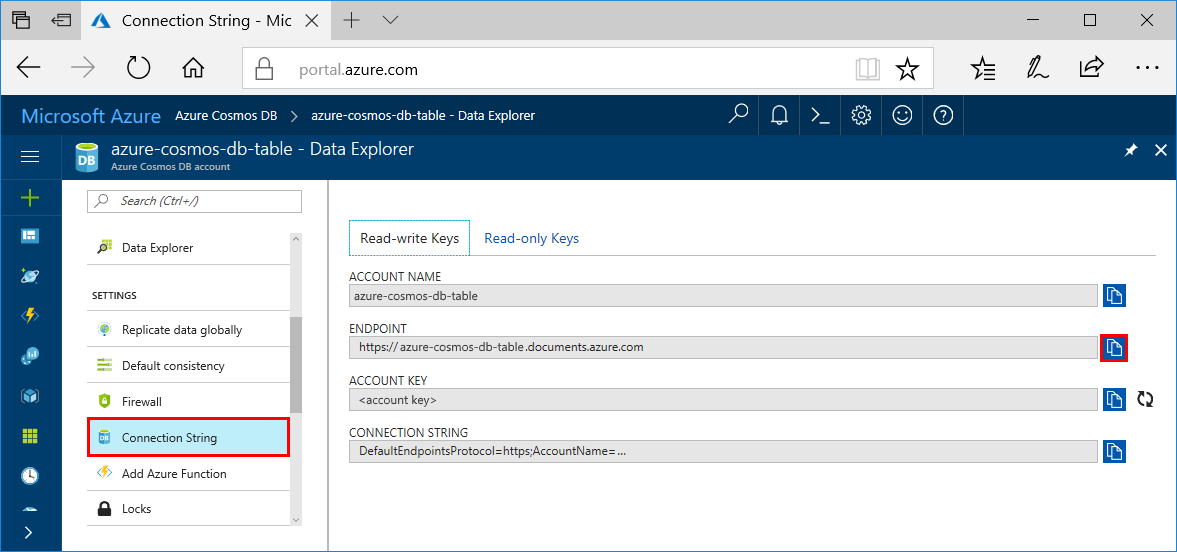 Connection String - Mic
portal.azure.com
Microsoft Azure Azure Cosmos DB > azure-cosmos-db-table - Data Explorer
DB azure-cosmos-db-table - Data Explorer
Azure Cosmos DB account
Search (Ctrl+/)
Data Explorer
SETTINGS
Replicate data globally
Default consistency
Firewall
DB Connection String
Add Azure Function
Locks
Read-write Keys Read-only Keys
ACCOUNT NAME
azure-cosmos-db-table
ENDPOINT
https://azure-cosmos-db-table.documents.azure.com
ACCOUNT KEY
<account key>
CONNECTION STRING
DefaultEndpointsProtocol=https;AccountName=...